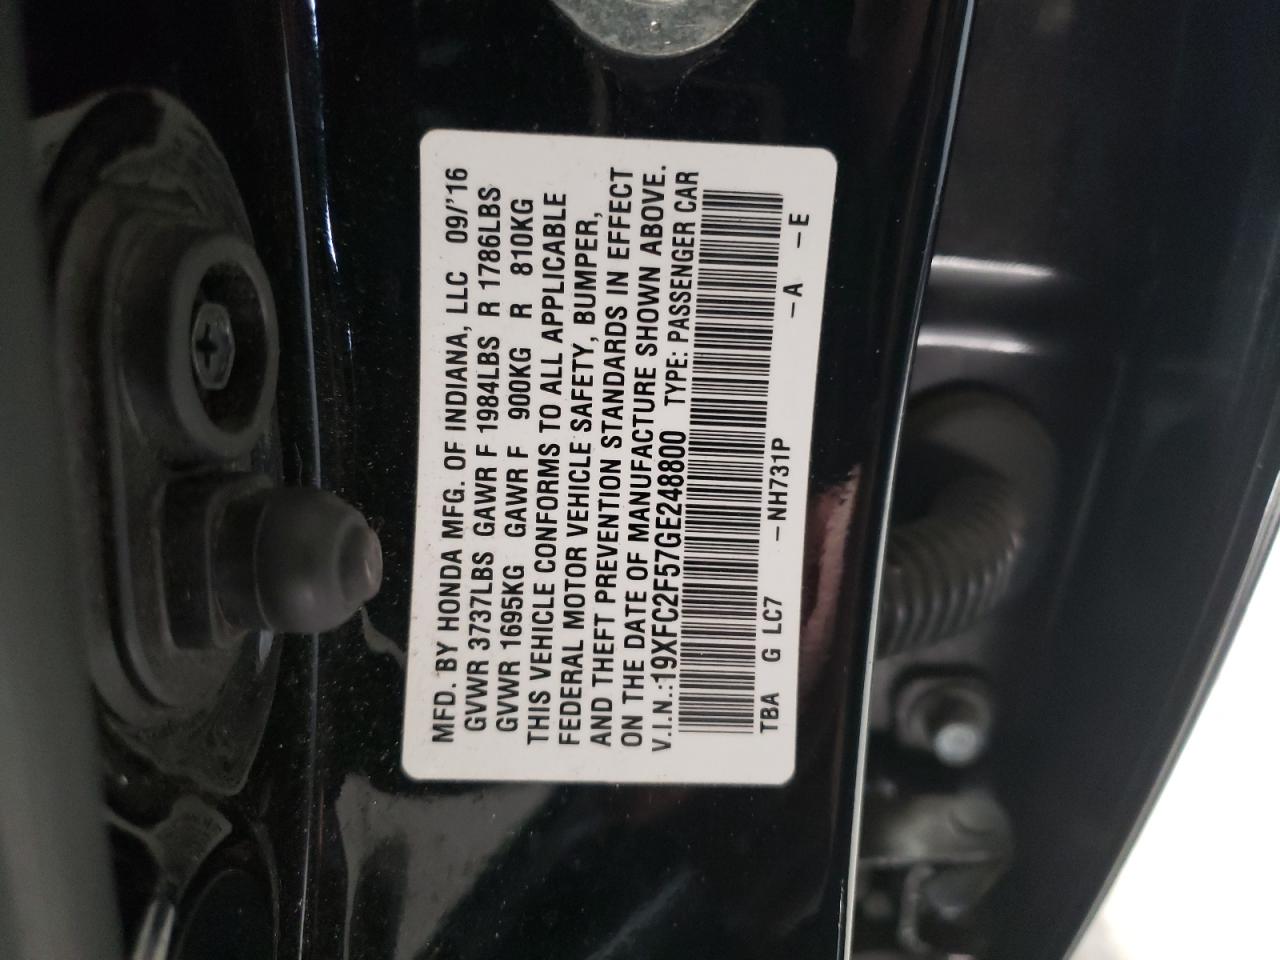 MFD. BY HONDA MFG. OF INDIANA, LLC 09/'16
GVWR 3737LBS GAWR F 1984LBS R 1786LBS
GVWR 1695KG GAWR F 900KG R 810KG
THIS VEHICLE CONFORMS TO ALL APPLICABLE
FEDERAL MOTOR VEHICLE SAFETY, BUMPER,
AND THEFT PREVENTION STANDARDS IN EFFECT
ON THE DATE OF MANUFACTURE SHOWN ABOVE.
V.I.N.:19XFC2F57GE248800 TYPE: PASSENGER CAR
TBA G LC7 -NH731P -A -E